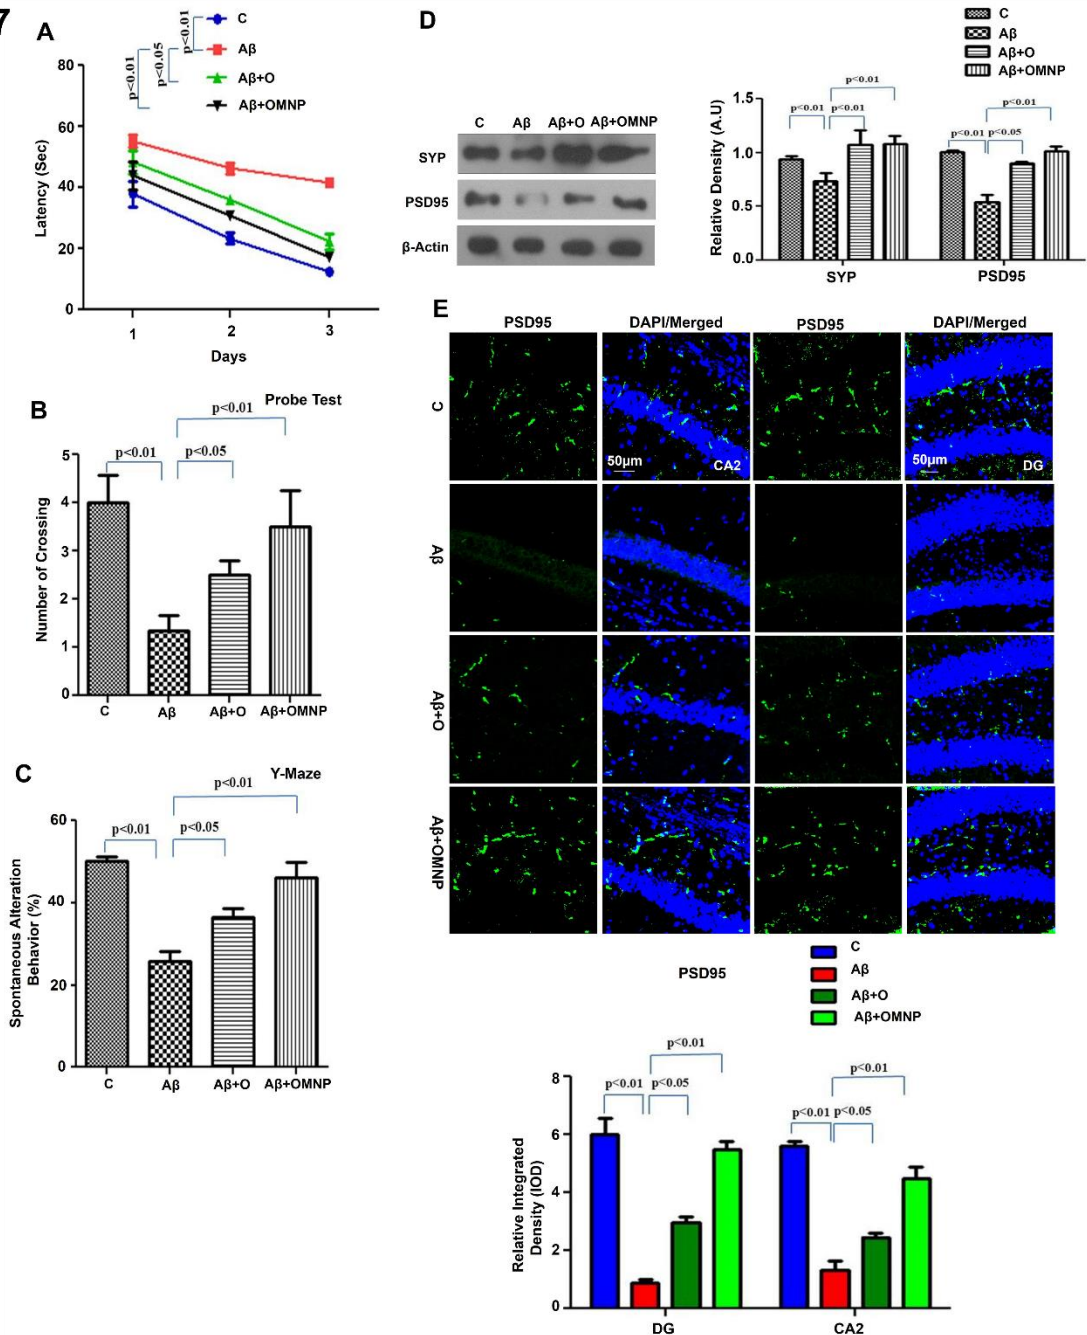 7
A
p<0.01
p<0.05
p<0.01
C
Aβ
Aβ+O
Aβ+OMNP
80
60
40
20
0
Latency (Sec)
1 2 3
Days
B
Probe Test
p<0.01
p<0.01 p<0.05
5
4
3
2
1
0
Number of Crossing
C Aβ Aβ+O Aβ+OMNP
C
Y-Maze
p<0.01
p<0.01 p<0.05
60
40
20
0
Spontaneous Alteration
Behavior (%)
C Aβ Aβ+O Aβ+OMNP
D
C Aβ Aβ+O Aβ+OMNP
SYP
PSD95
β-Actin
C
Aβ
Aβ+O
Aβ+OMNP
p<0.01
p<0.01 p<0.01
p<0.01
p<0.01 p<0.05
1.5
1.0
0.5
0.0
Relative Density (A.U)
SYP PSD95
E
PSD95 DAPI/Merged PSD95 DAPI/Merged
C
50μm CA2
50μm DG
Aβ
Aβ+O
Aβ+OMNP
PSD95
C
Aβ
Aβ+O
Aβ+OMNP
p<0.01
p<0.01 p<0.05
p<0.01
p<0.01 p<0.05
8
6
4
2
0
Relative Integrated
Density (IOD)
DG CA2